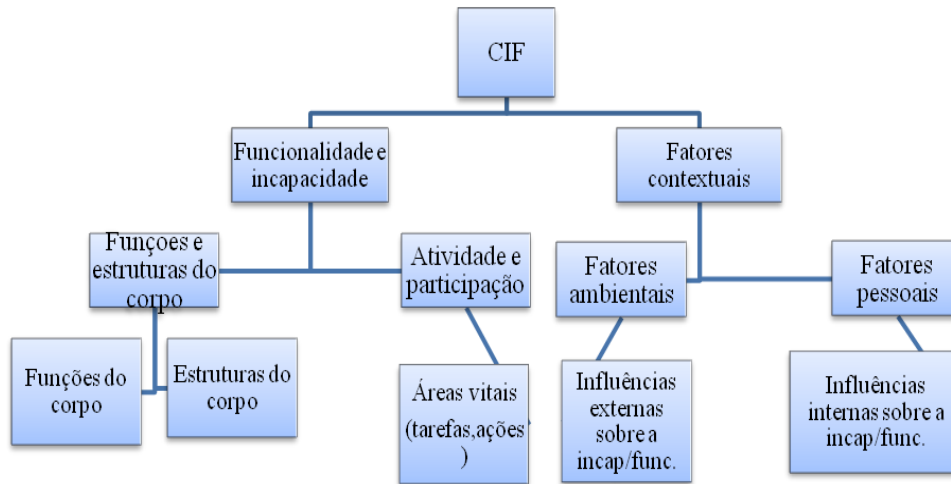 CIF
Funcionalidade e
incapacidade
Fatores
contextuais
Funçoes e
estruturas do
corpo
Atividade e
participação
Fatores
ambientais
Fatores
pessoais
Funções do
corpo
Estruturas do
corpo
Áreas vitais
(tarefas,ações
)
Influências
externas
sobre a
incap/func.
Influências
internas sobre a
incap/func.